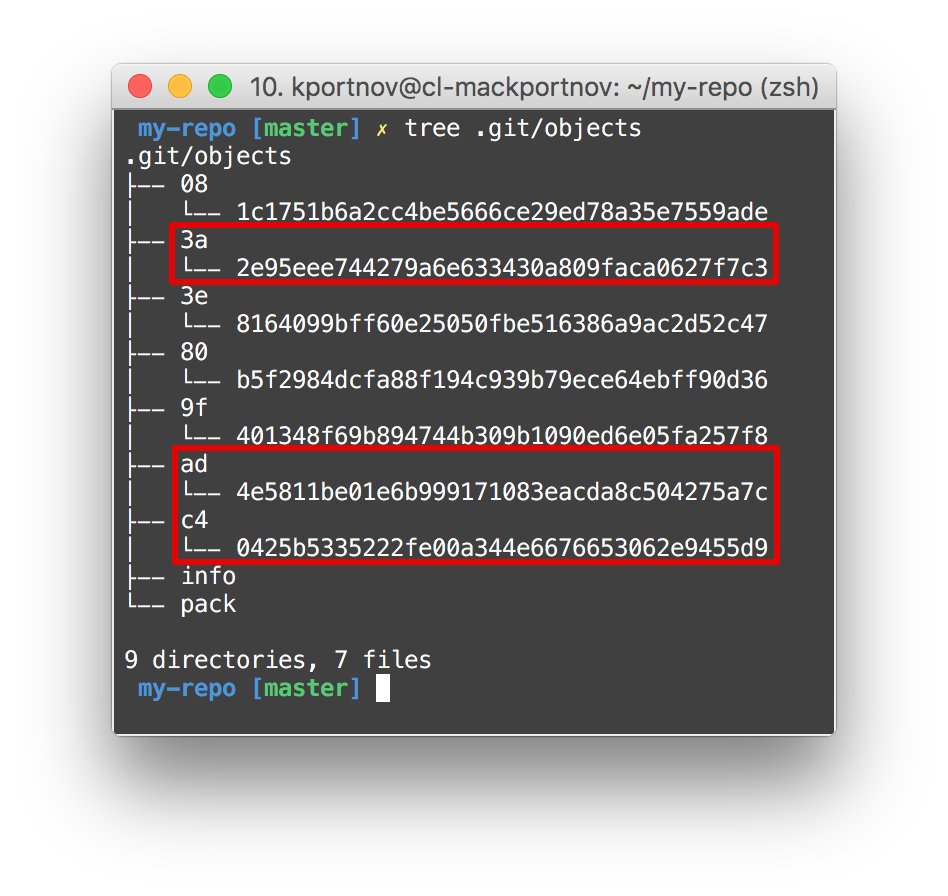 10. kportnov@cl-mackportnov: ~/my-repo (zsh)
my-repo [master] ✗ tree .git/objects
.git/objects
├── 08
│   └── 1c1751b6a2cc4be5666ce29ed78a35e7559ade
├── 3a
│   └── 2e95eee744279a6e633430a809faca0627f7c3
├── 3e
│   └── 8164099bff60e25050fbe516386a9ac2d52c47
├── 80
│   └── b5f2984dcfa88f194c939b79ece64ebff90d36
├── 9f
│   └── 401348f69b894744b309b1090ed6e05fa257f8
├── ad
│   └── 4e5811be01e6b999171083eacda8c504275a7c
├── c4
│   └── 0425b5335222fe00a344e6676653062e9455d9
├── info
└── pack
9 directories, 7 files
my-repo [master]